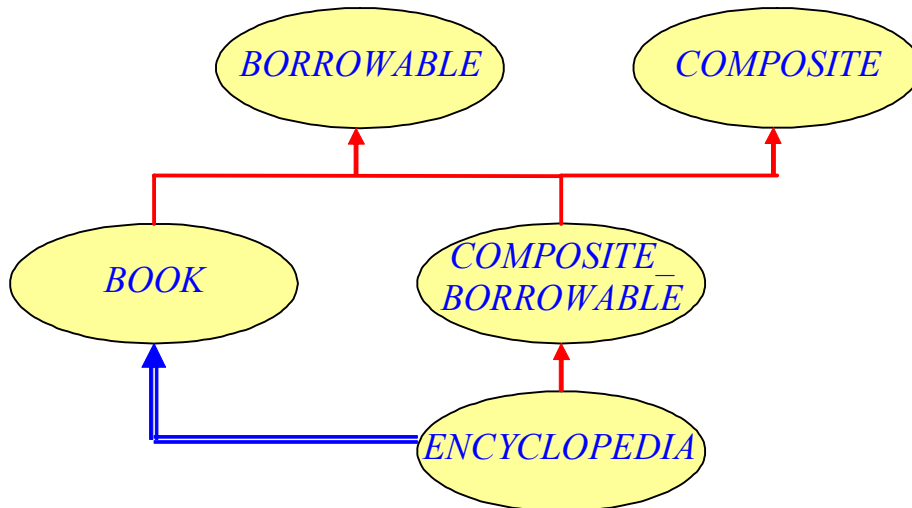 BORROWABLE
COMPOSITE
BOOK
COMPOSITE_
BORROWABLE
ENCYCLOPEDIA